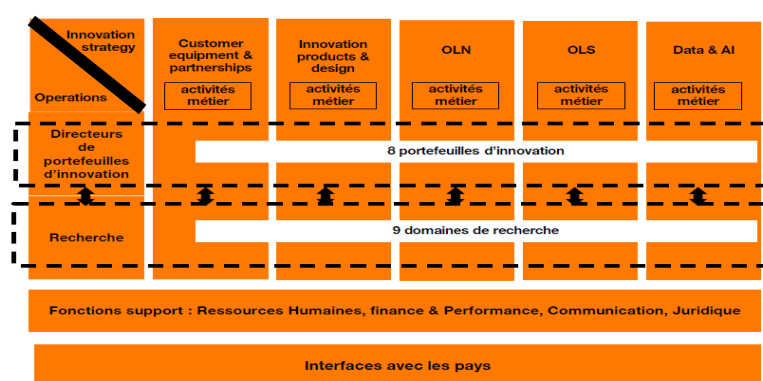 Innovation
strategy
Operations
Customer
equipment &
partnerships
activités
métier
Innovation
products &
design
activités
métier
OLN
activités
métier
OLS
activités
métier
Data & AI
activités
métier
Directeurs
de
portefeuilles
d'innovation
8 portefeuilles d'innovation
Recherche
9 domaines de recherche
Fonctions support : Ressources Humaines, finance & Performance, Communication, Juridique
Interfaces avec les pays